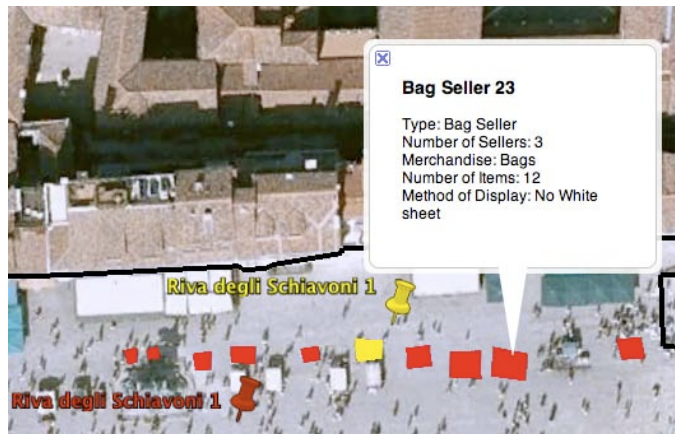 Bag Seller 23
Type: Bag Seller
Number of Sellers: 3
Merchandise: Bags
Number of Items: 12
Method of Display: No White
sheet
Riva degli Schiavoni 1
Riva degli Schiavoni 1